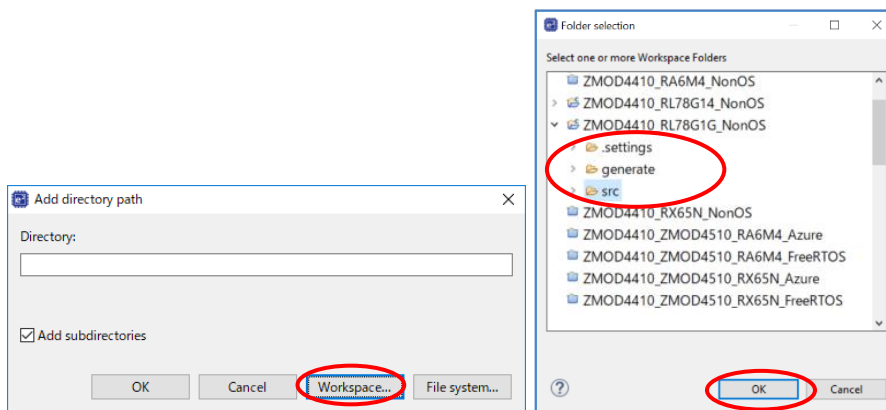 Add directory path
Directory:
Add subdirectories
OK
Cancel
Workspace...
File system...
Folder selection
Select one or more Workspace Folders
ZMOD4410_RA6M4_NonOS
ZMOD4410_RL78G14_NonOS
ZMOD4410_RL78G1G_NonOS
.settings
generate
src
ZMOD4410_RX65N_NonOS
ZMOD4410_ZMOD4510_RA6M4_Azure
ZMOD4410_ZMOD4510_RA6M4_FreeRTOS
ZMOD4410_ZMOD4510_RX65N_Azure
ZMOD4410_ZMOD4510_RX65N_FreeRTOS
?
OK
Cancel